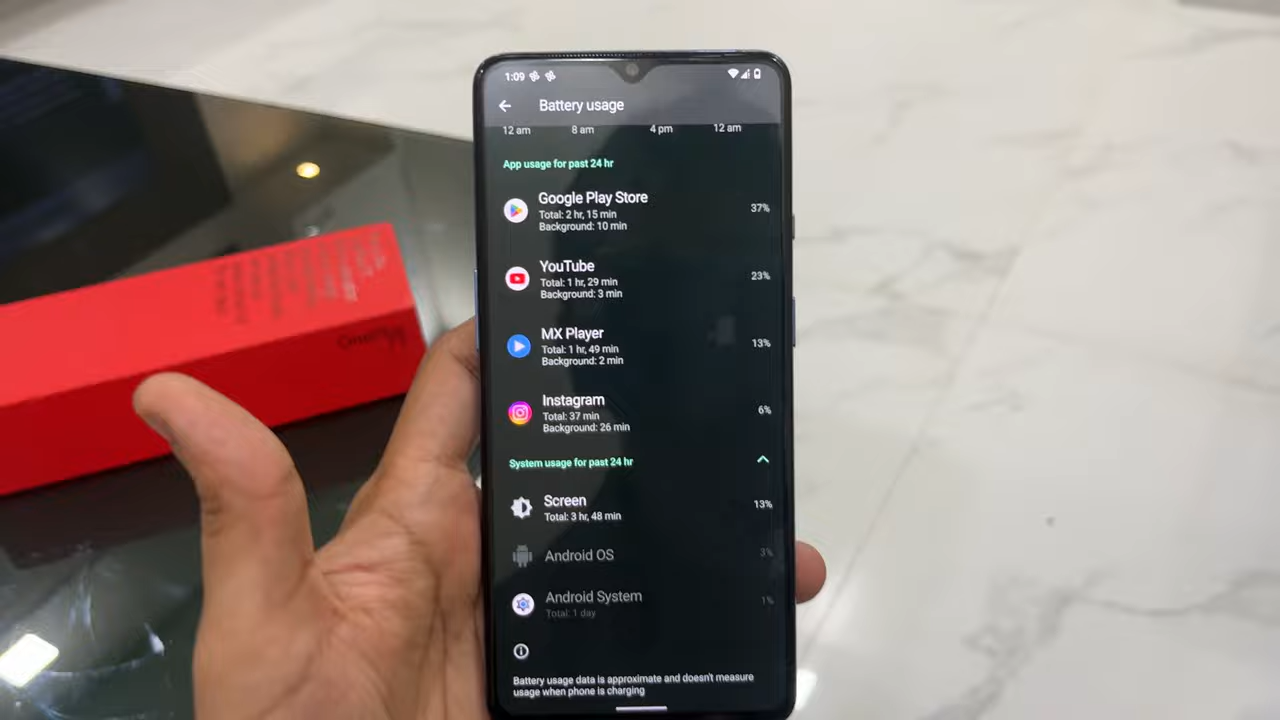 1:09
Battery usage
12 am 8 am 4 pm 12 am
App usage for past 24 hr
Google Play Store
Total: 2 hr, 15 min
Background: 10 min
37%
YouTube
Total: 1 hr, 29 min
Background: 3 min
23%
MX Player
Total: 1 hr, 49 min
Background: 2 min
13%
Instagram
Total: 37 min
Background: 26 min
6%
System usage for past 24 hr
Screen
Total: 3 hr, 48 min
13%
Android OS
3%
Android System
Total: 1 day
1%
Battery usage data is approximate and doesn't measure
usage when phone is charging